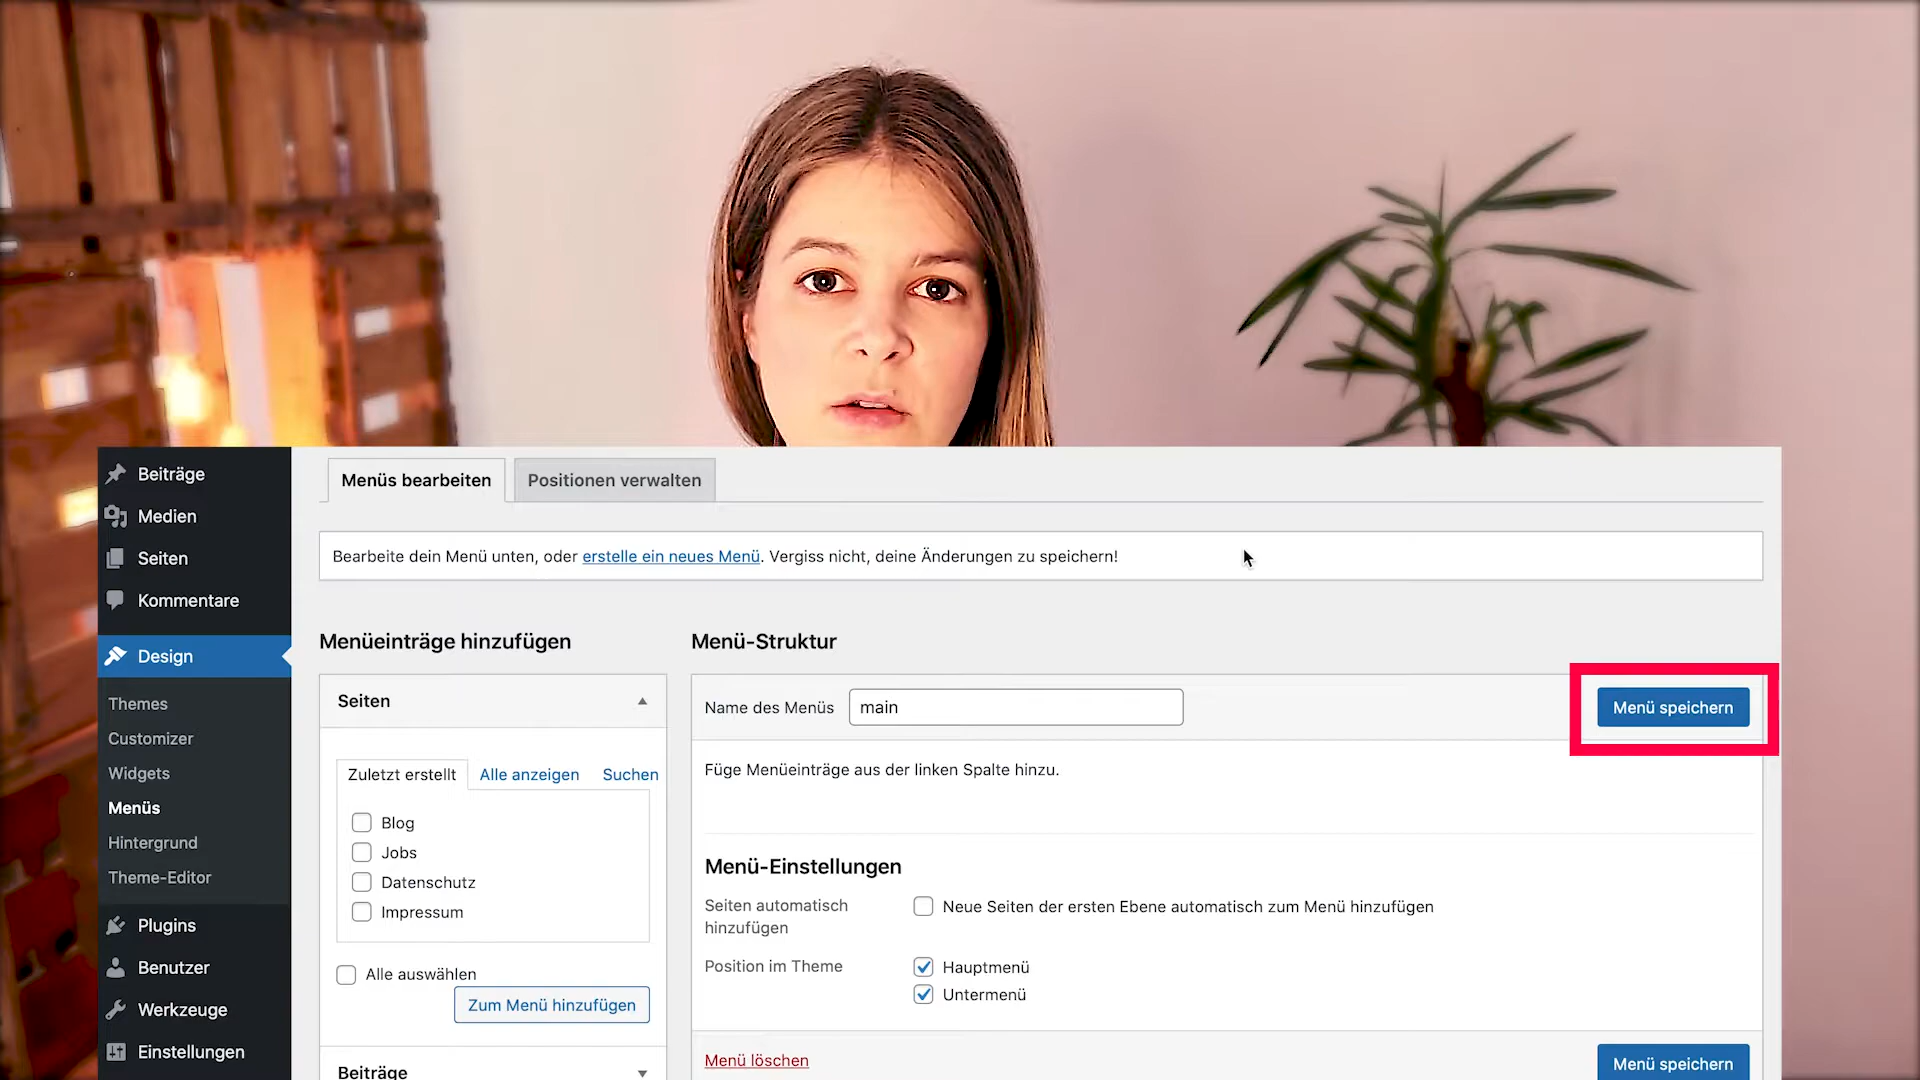 Beiträge
Medien
Seiten
Kommentare
Design
Themes
Customizer
Widgets
Menüs
Hintergrund
Theme-Editor
Plugins
Benutzer
Werkzeuge
Einstellungen
Menüs bearbeiten
Positionen verwalten
Bearbeite dein Menü unten, oder erstelle ein neues Menü. Vergiss nicht, deine Änderungen zu speichern!
Menüeinträge hinzufügen
Seiten
Zuletzt erstellt Alle anzeigen Suchen
Blog
Jobs
Datenschutz
Impressum
Alle auswählen
Zum Menü hinzufügen
Beiträge
Menü-Struktur
Name des Menüs main Menü speichern
Füge Menüeinträge aus der linken Spalte hinzu.
Menü-Einstellungen
Seiten automatisch
hinzufügen
Neue Seiten der ersten Ebene automatisch zum Menü hinzufügen
Position im Theme
Hauptmenü
Untermenü
Menü löschen
Menü speichern